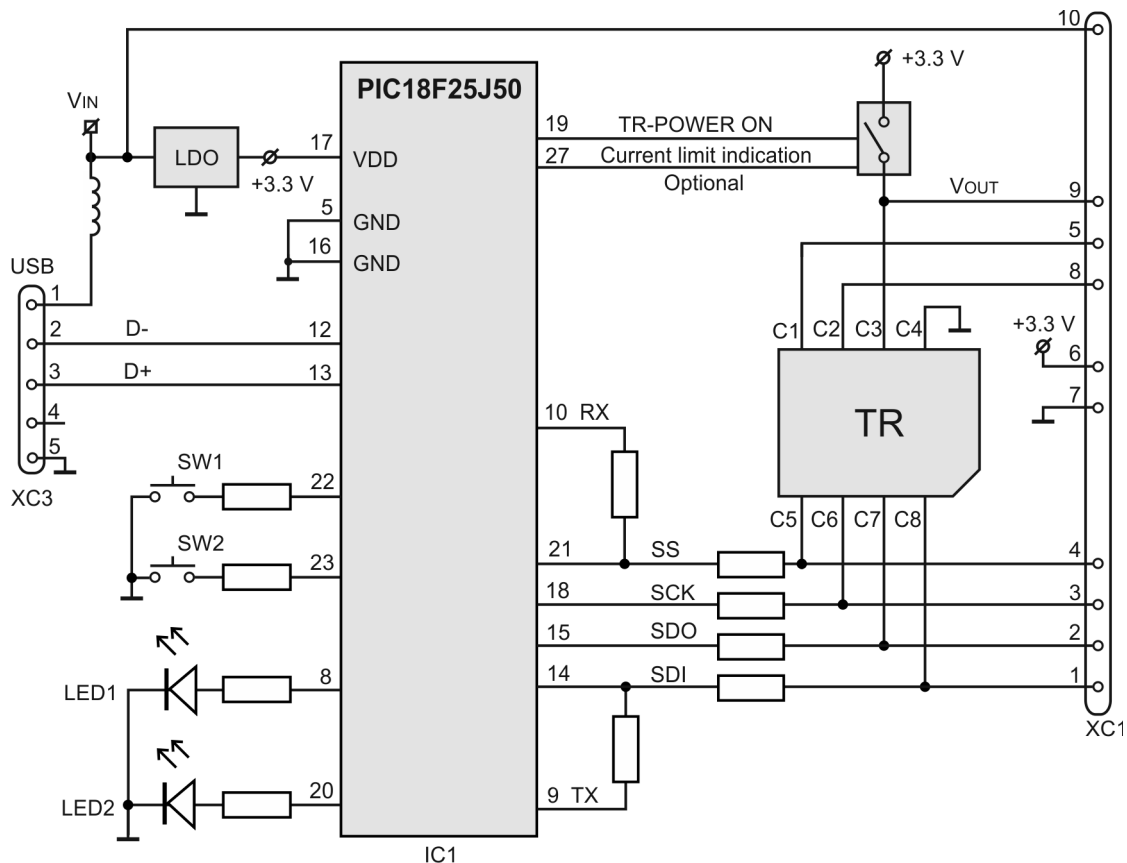 10
PIC18F25J50
+3.3 V
VIN
19 TR-POWER ON
17
LDO
VDD
27 Current limit indication
+3.3 V
Optional
VOUT
9
5
GND
5
16
GND
8
USB
1
2 D- 12
C1 C2 C3 C4
+3.3 V
6
3 D+ 13
7
4
10 RX
TR
5
SW1
22
XC3
C5 C6 C7 C8
SW2
23
21 SS 4
18 SCK 3
15 SDO 2
LED1
8
14 SDI 1
XC1
LED2
20
9 TX
IC1